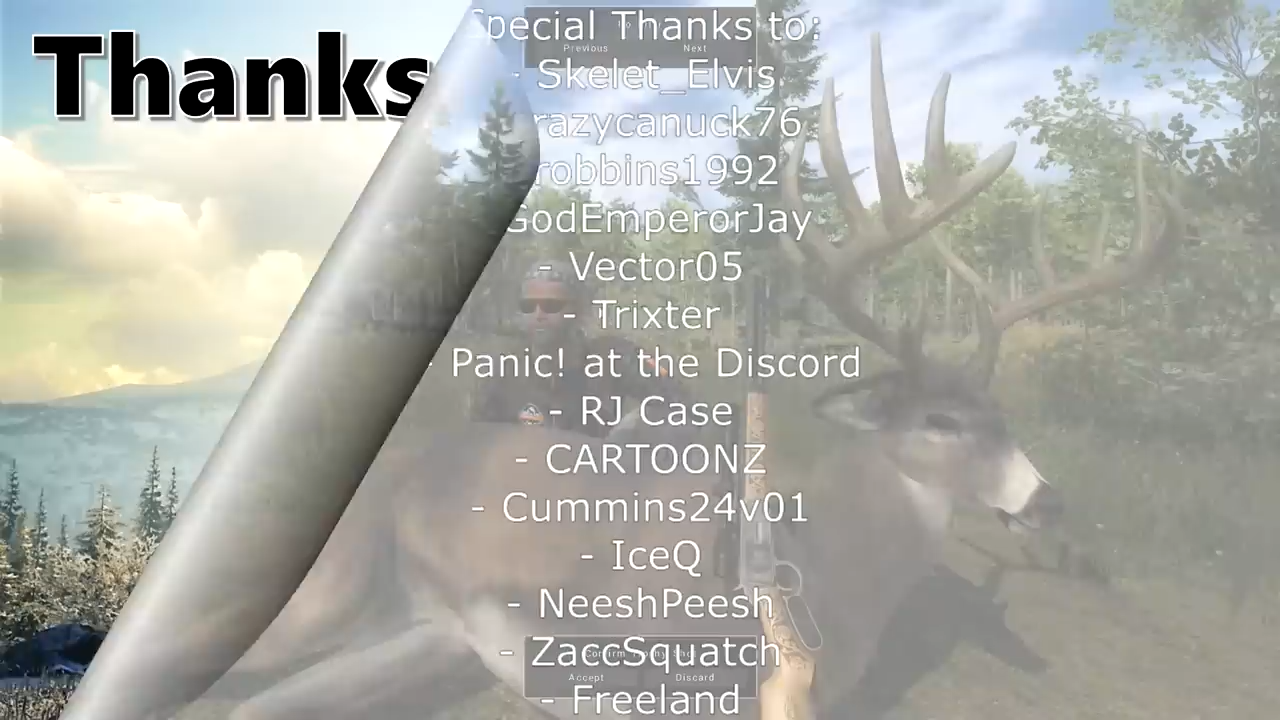 Thanks
Special Thanks to:
Previous Next
- Skelet_Elvis
razycanuck76
robbins1992
GodEmperorJay
- Vector05
- Trixter
- Panic! at the Discord
- RJ Case
- CARTOONZ
- Cummins24v01
- IceQ
- NeeshPeesh
- ZaccSquatch
Confirm
Accept Discard
- Freeland